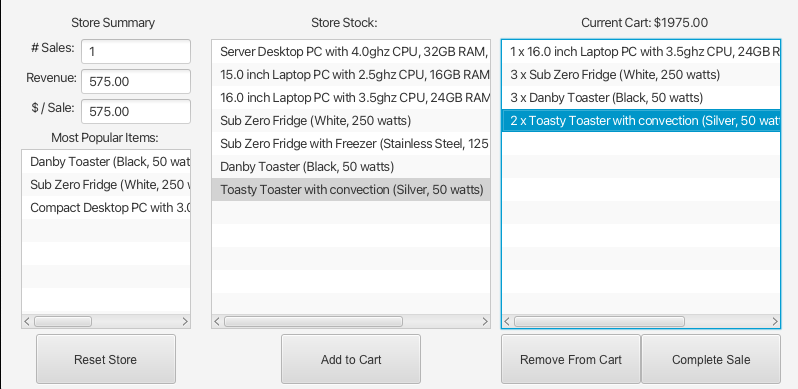 Store Summary
# Sales: 1
Revenue: 575.00
$ / Sale: 575.00
Most Popular Items:
Danby Toaster (Black, 50 watt
Sub Zero Fridge (White, 250 w
Compact Desktop PC with 3.0
Reset Store
Store Stock:
Server Desktop PC with 4.0ghz CPU, 32GB RAM,
15.0 inch Laptop PC with 2.5ghz CPU, 16GB RAM
16.0 inch Laptop PC with 3.5ghz CPU, 24GB RAM
Sub Zero Fridge (White, 250 watts)
Sub Zero Fridge with Freezer (Stainless Steel, 125
Danby Toaster (Black, 50 watts)
Toasty Toaster with convection (Silver, 50 watts)
Add to Cart
Current Cart: $1975.00
1 x 16.0 inch Laptop PC with 3.5ghz CPU, 24GB R
3 x Sub Zero Fridge (White, 250 watts)
3 x Danby Toaster (Black, 50 watts)
2 x Toasty Toaster with convection (Silver, 50 watt
Remove From Cart
Complete Sale